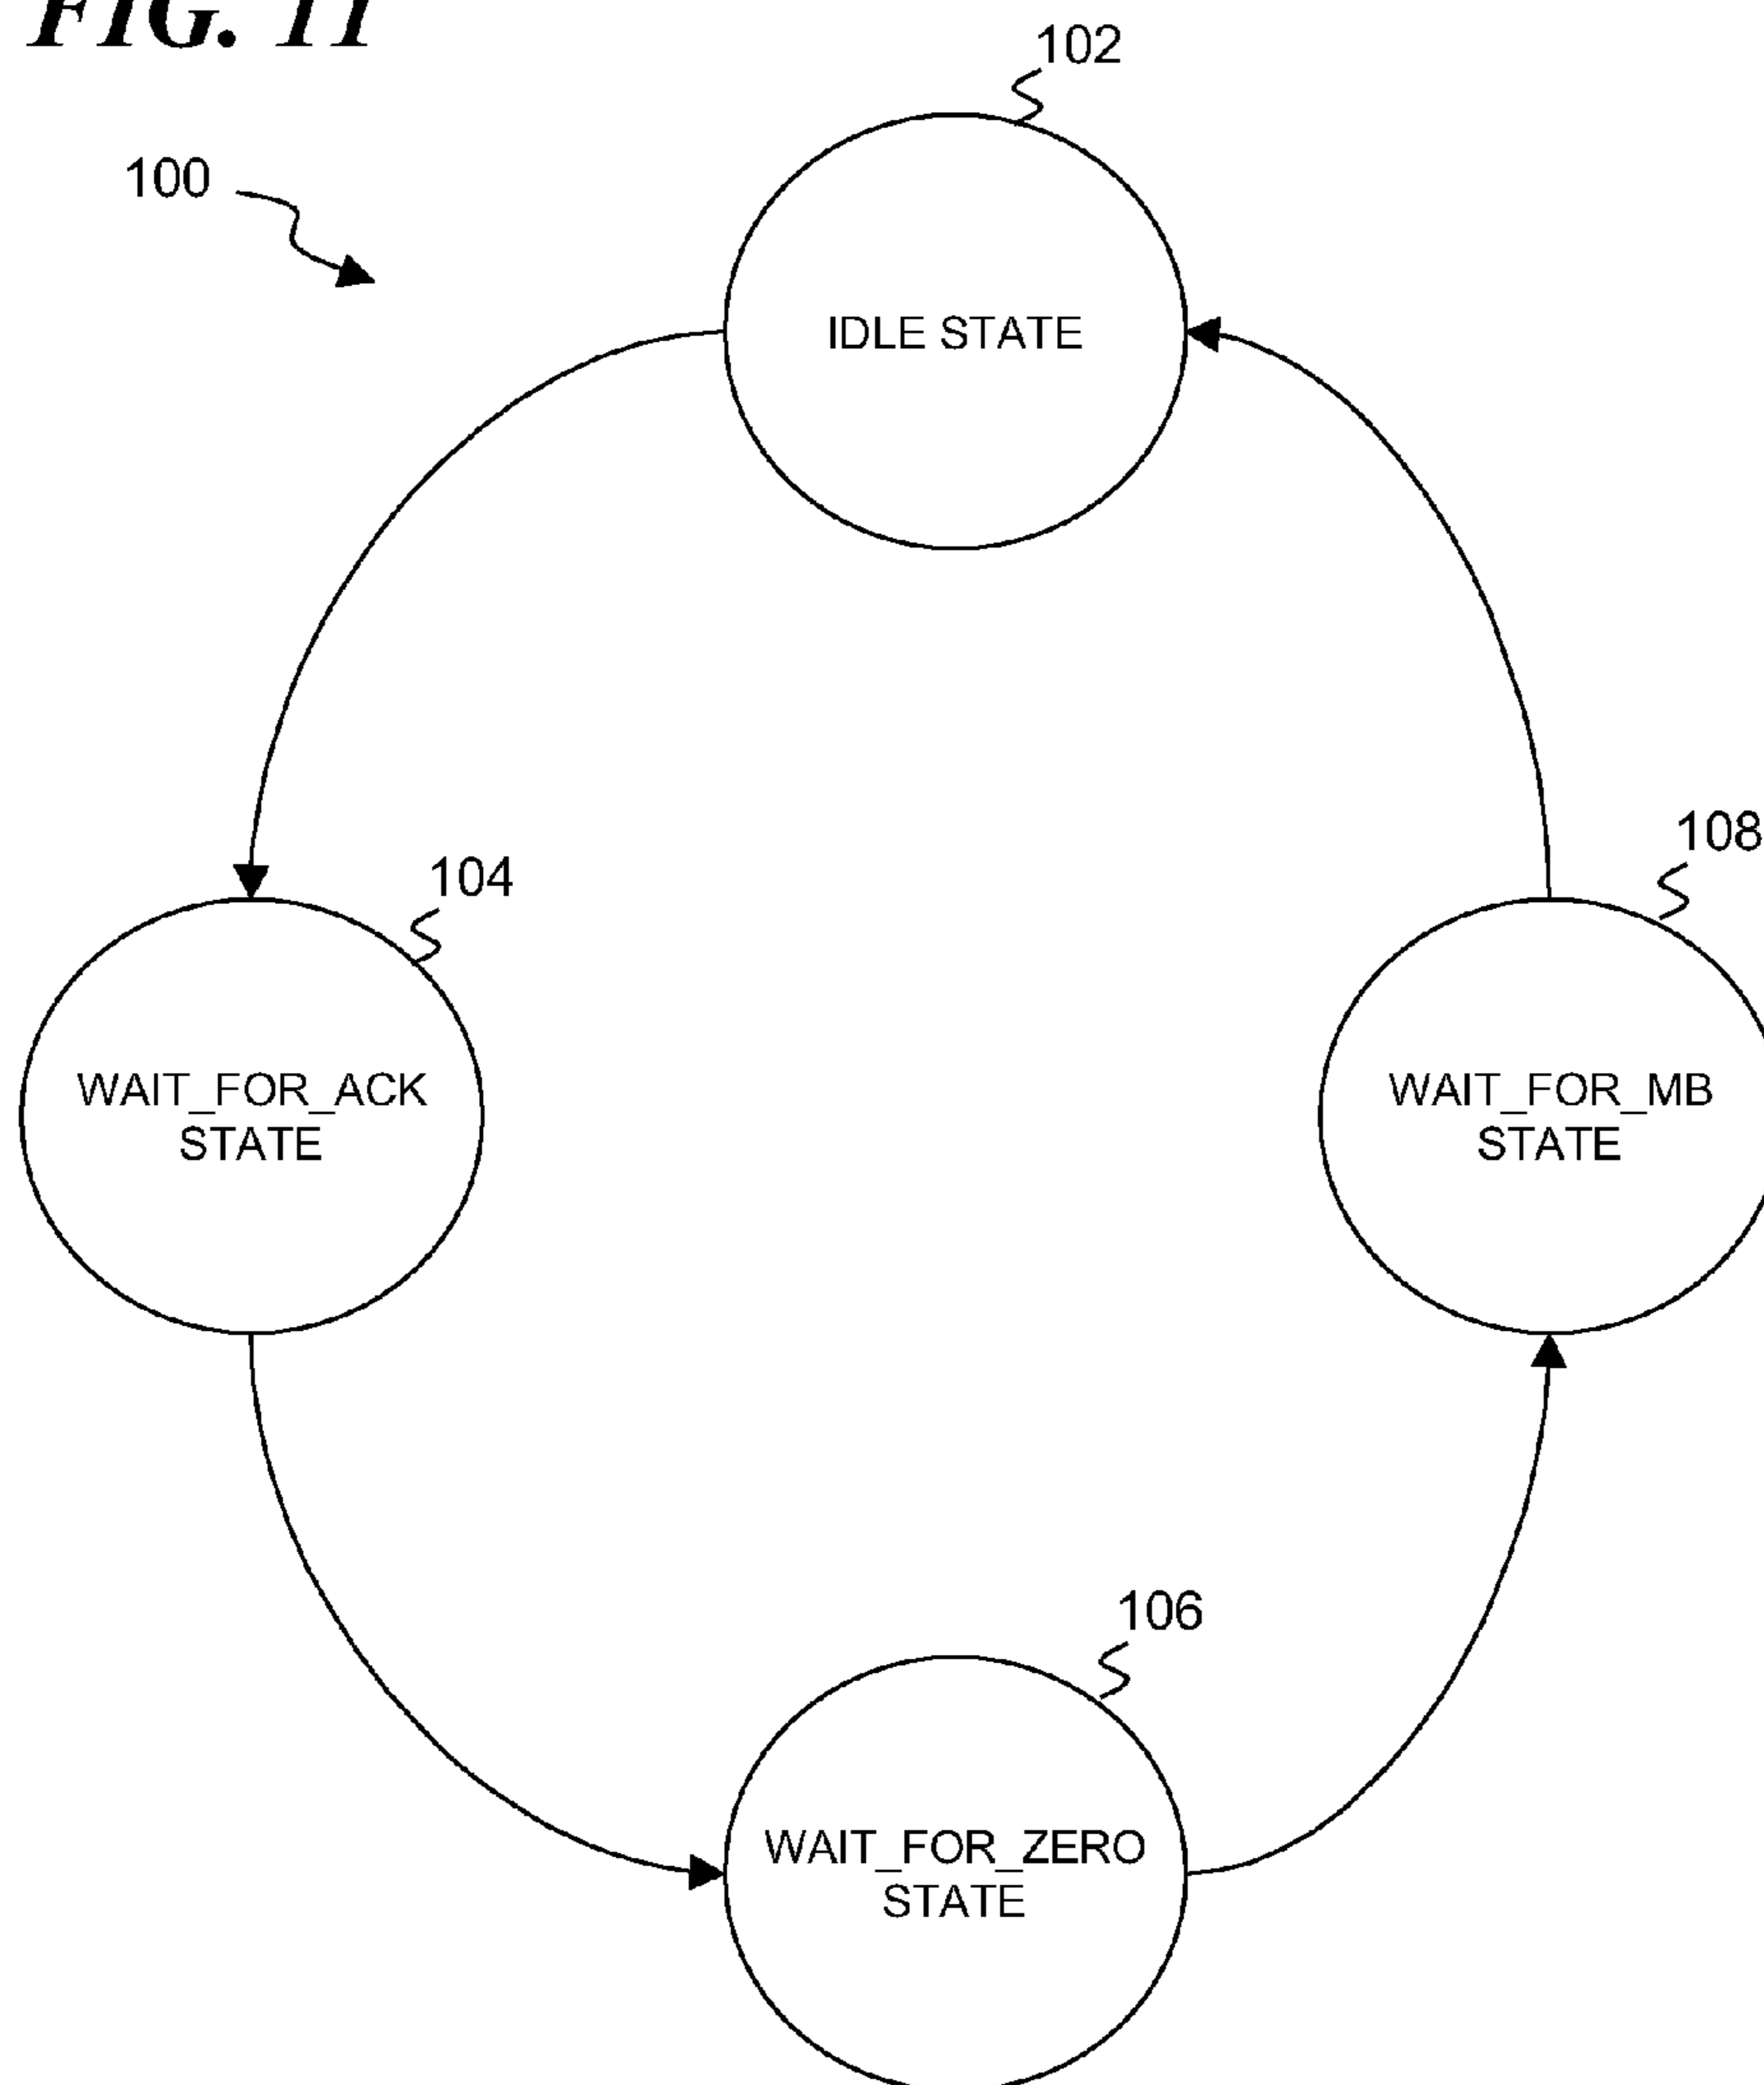 FIG. 11
102
100
IDLE STATE
108
104
WAIT_FOR_ACK
STATE
WAIT_FOR_MB
STATE
106
WAIT_FOR_ZERO
STATE